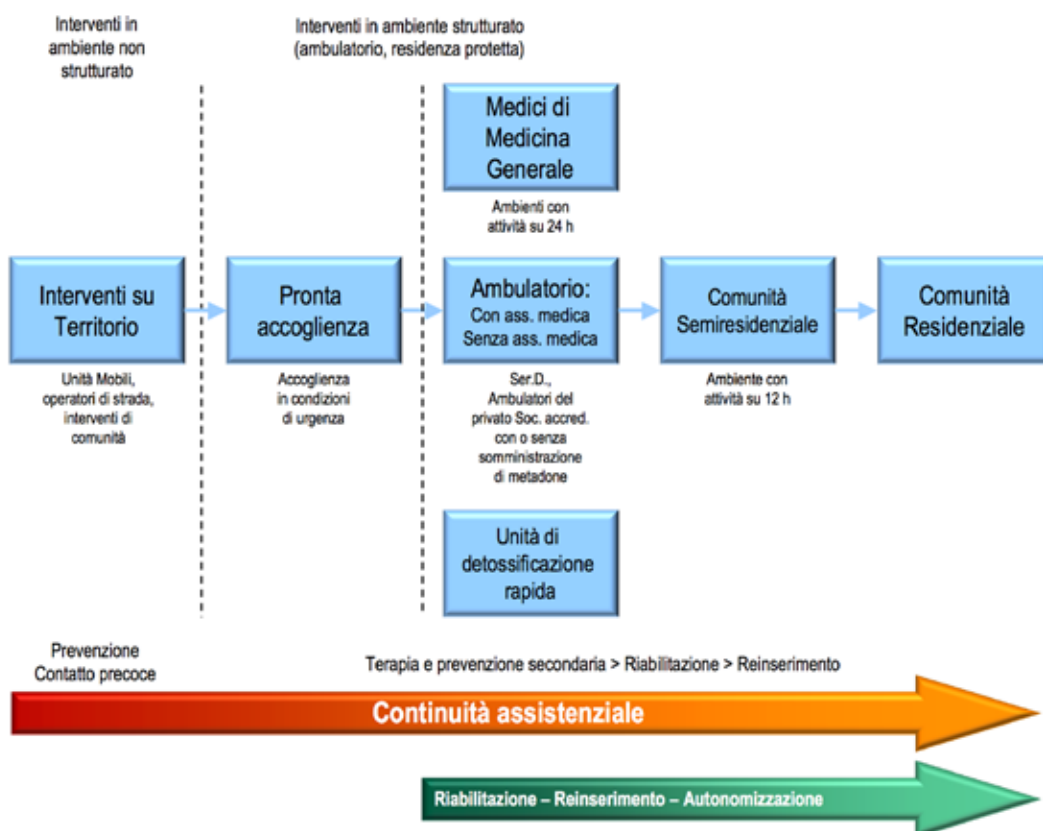 Interventi in
ambiente non
strutturato
Interventi in ambiente strutturato
(ambulatorio, residenza protetta)
Medici di
Medicina
Generale
Ambienti con
attività su 24 h
Interventi su
Territorio
Unità Mobili,
operatori di strada,
interventi di
comunità
Pronta
accoglienza
Accoglienza
in condizioni
di urgenza
Ambulatorio:
Con ass. medica
Senza ass. medica
Ser.D.,
Ambulatori del
privato Soc. accred.
con o senza
somministrazione
di metadone
Comunità
Semiresidenziale
Ambiente con
attività su 12 h
Comunità
Residenziale
Unità di
detossificazione
rapida
Prevenzione
Contatto precoce
Terapia e prevenzione secondaria > Riabilitazione > Reinserimento
Continuità assistenziale
Riabilitazione – Reinserimento – Autonomizzazione